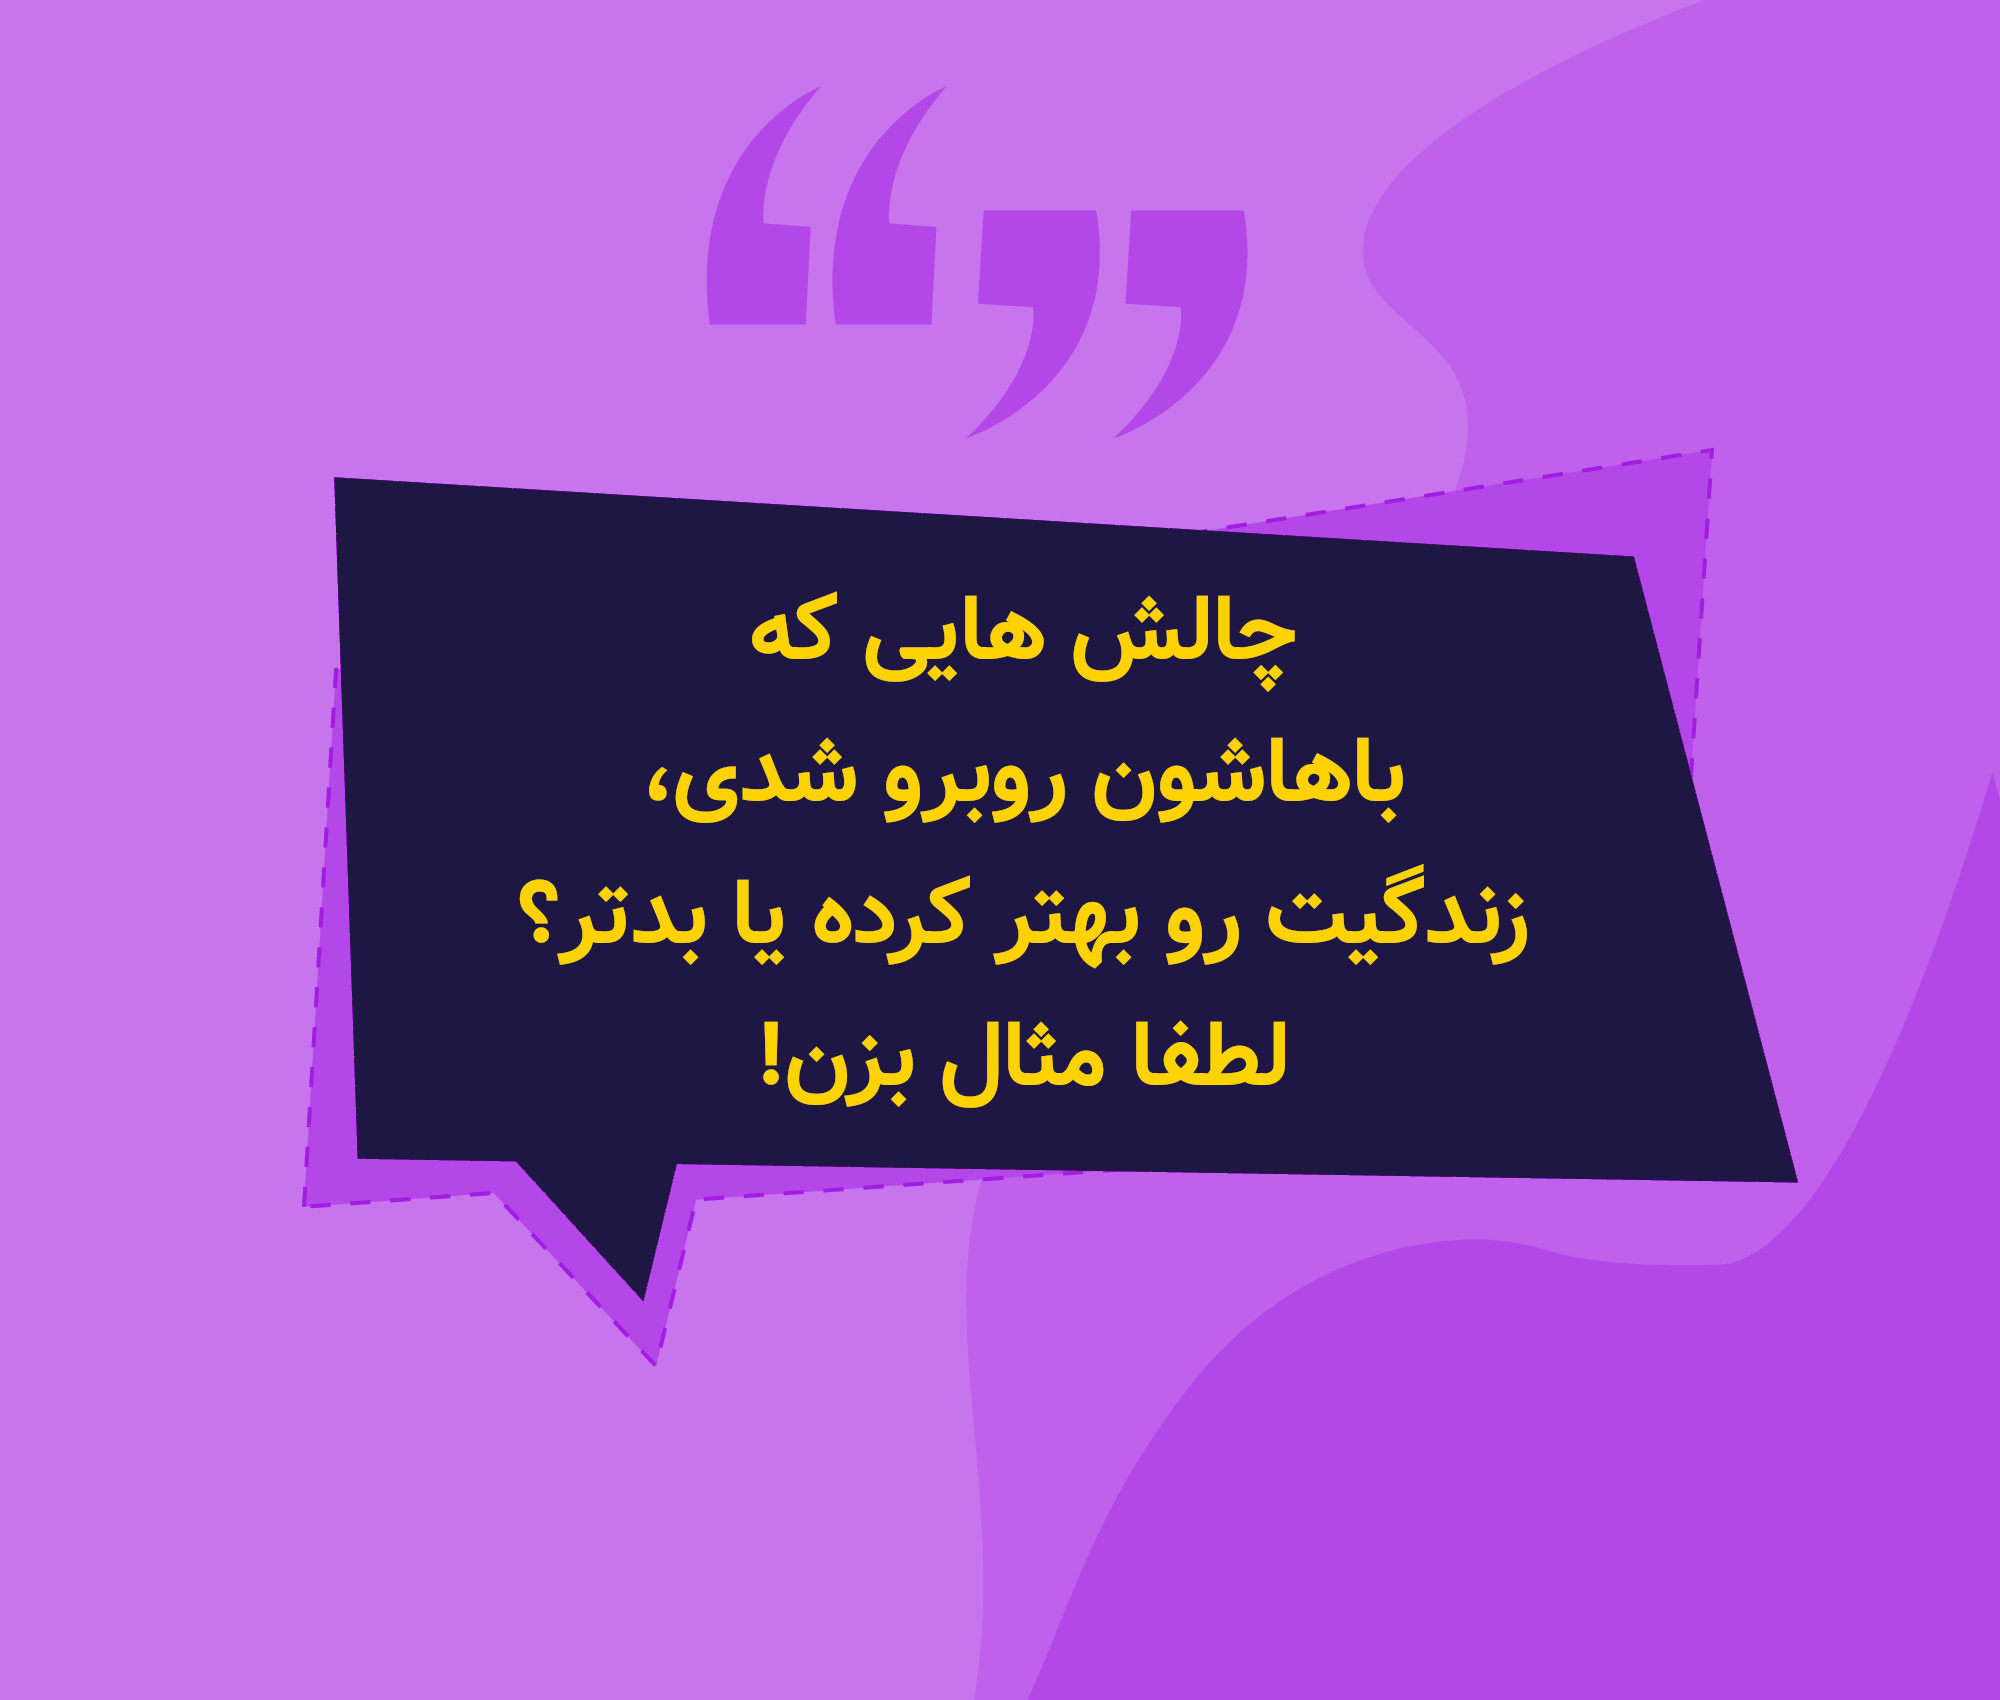 چالش هایی که
باهاشون روبرو شدی،
زندگیت رو بهتر کرده یا بدتر؟
لطفا مثال بزن!